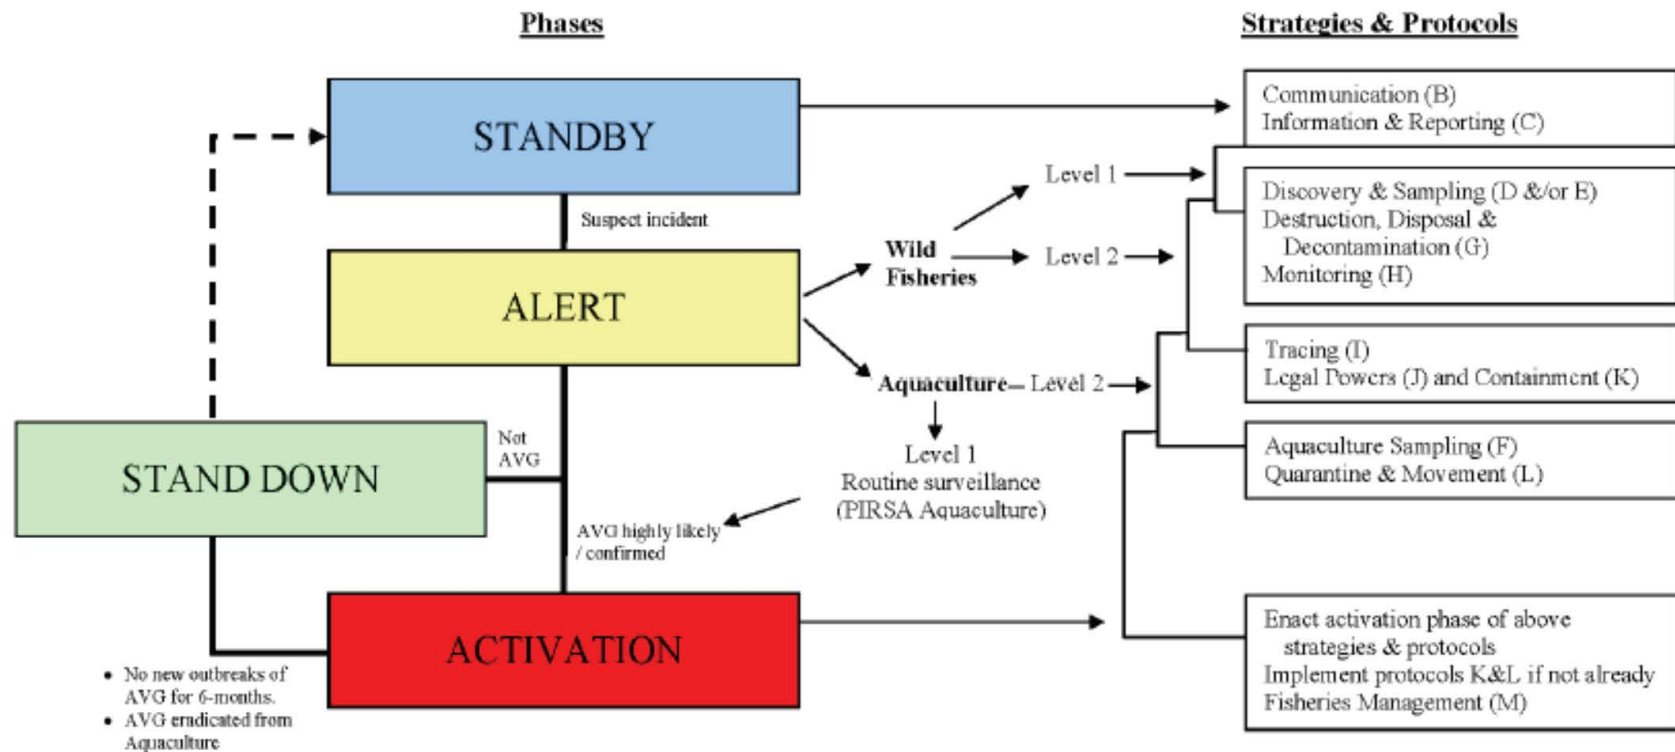 Phases
Strategies & Protocols
STANDBY
Communication (B)
Information & Reporting (C)
Suspect incident
Level 1
Discovery & Sampling (D &/or E)
Destruction, Disposal &
Decontamination (G)
Monitoring (H)
Wild
Fisheries
Level 2
ALERT
Tracing (I)
Legal Powers (J) and Containment (K)
Aquaculture – Level 2
STAND DOWN
Not
AVG
Level 1
Routine surveillance
(PIRSA Aquaculture)
Aquaculture Sampling (F)
Quarantine & Movement (L)
AVG highly likely
/ confirmed
ACTIVATION
Enact activation phase of above
strategies & protocols
Implement protocols K&L if not already
Fisheries Management (M)
• No new outbreaks of
AVG for 6-months.
• AVG eradicated from
Aquaculture